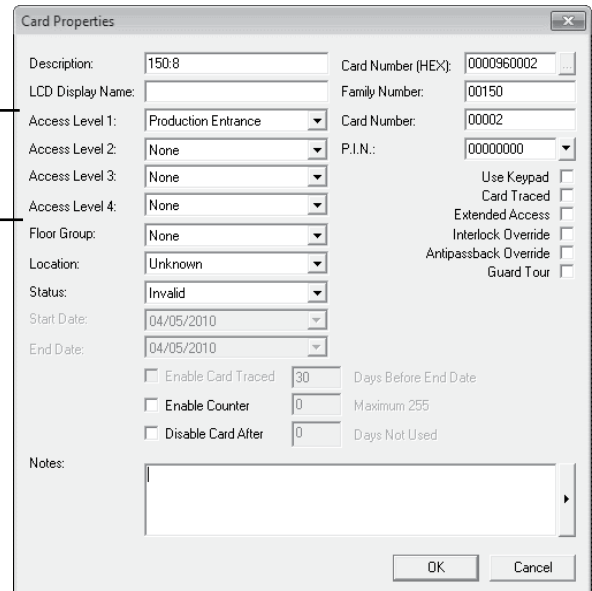 Card Properties
Description: 150:8 Card Number (HEX): 0000960002 ...
LCD Display Name: Family Number: 00150
Access Level 1: Production Entrance Card Number: 00002
Access Level 2: None P.I.N.: 00000000
Access Level 3: None Use Keypad
Card Traced
Access Level 4: None Extended Access
Floor Group: None Interlock Override
Antipassback Override
Location: Unknown Guard Tour
Status: Invalid
Start Date: 04/05/2010
End Date: 04/05/2010
Enable Card Traced 30 Days Before End Date
Enable Counter 0 Maximum 255
Disable Card After 0 Days Not Used
Notes:
OK Cancel